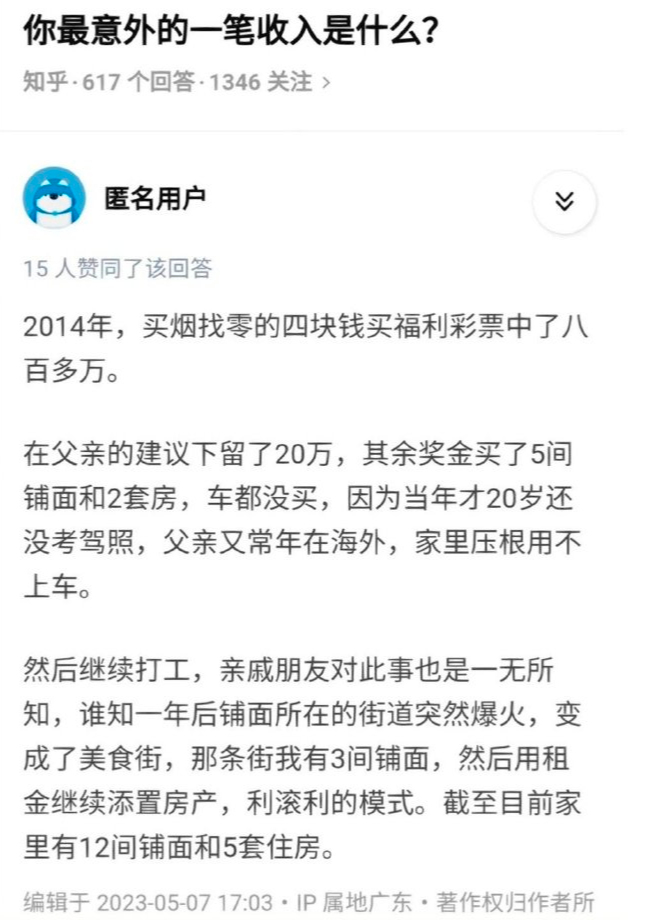 你最意外的一笔收入是什么？
知乎·617 个回答·1346 关注 >
匿名用户
15 人赞同了该回答
2014年，买烟找零的四块钱买福利彩票中了八
百多万。
在父亲的建议下留了20万，其余奖金买了5间
铺面和2套房，车都没买，因为当年才20岁还
没考驾照，父亲又常年在海外，家里压根用不
上车。
然后继续打工，亲戚朋友对此事也是一无所
知，谁知一年后铺面所在的街道突然爆火，变
成了美食街，那条街我有3间铺面，然后用租
金继续添置房产，利滚利的模式。截至目前家
里有12间铺面和5套住房。
编辑于 2023-05-07 17:03・IP 属地广东・著作权归作者所